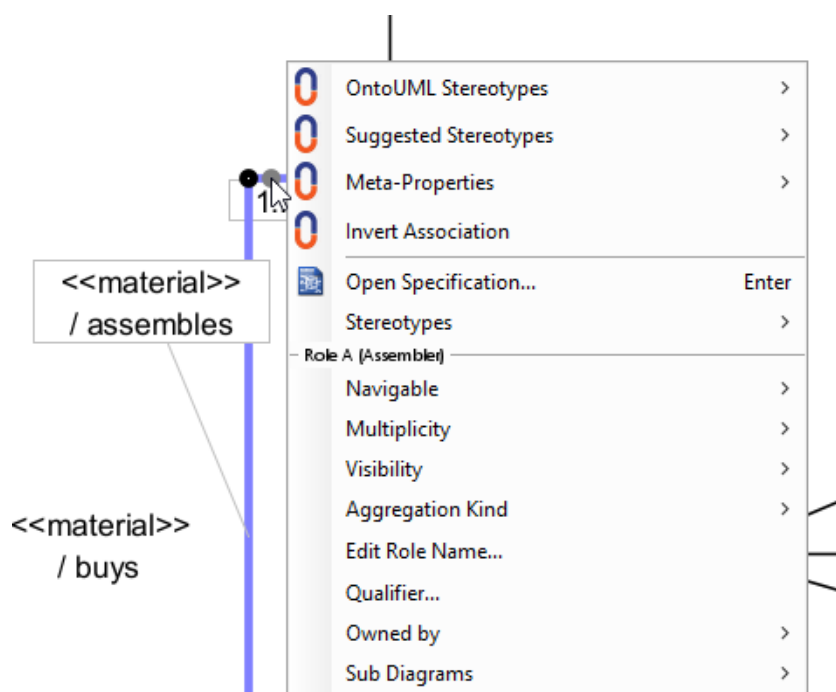 OntoUML Stereotypes
Suggested Stereotypes
Meta-Properties
1..
Invert Association
<<material>>
/ assembles
Open Specification... Enter
Stereotypes
Role A (Assembler)
Navigable
Multiplicity
Visibility
Aggregation Kind
<<material>>
/ buys
Edit Role Name...
Qualifier...
Owned by
Sub Diagrams